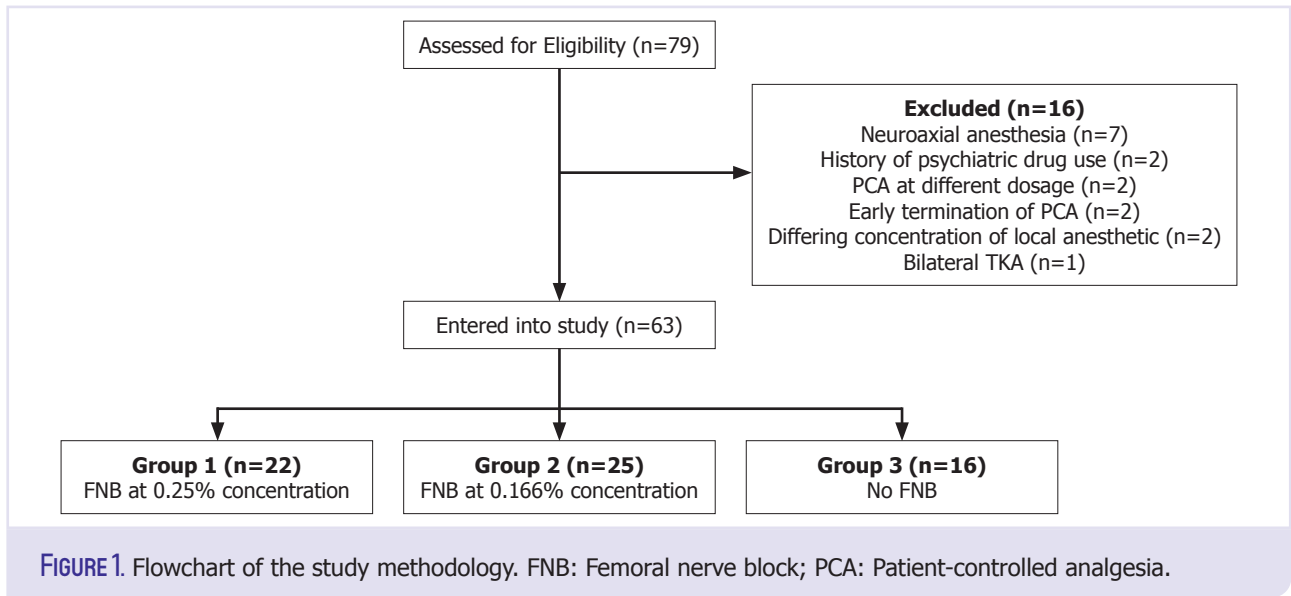 Assessed for Eligibility (n=79)
Excluded (n=16)
Neuroaxial anesthesia (n=7)
History of psychiatric drug use (n=2)
PCA at different dosage (n=2)
Early termination of PCA (n=2)
Differing concentration of local anesthetic (n=2)
Bilateral TKA (n=1)
Entered into study (n=63)
Group 1 (n=22)
FNB at 0.25% concentration
Group 2 (n=25)
FNB at 0.166% concentration
Group 3 (n=16)
No FNB
FIGURE 1. Flowchart of the study methodology. FNB: Femoral nerve block; PCA: Patient-controlled analgesia.